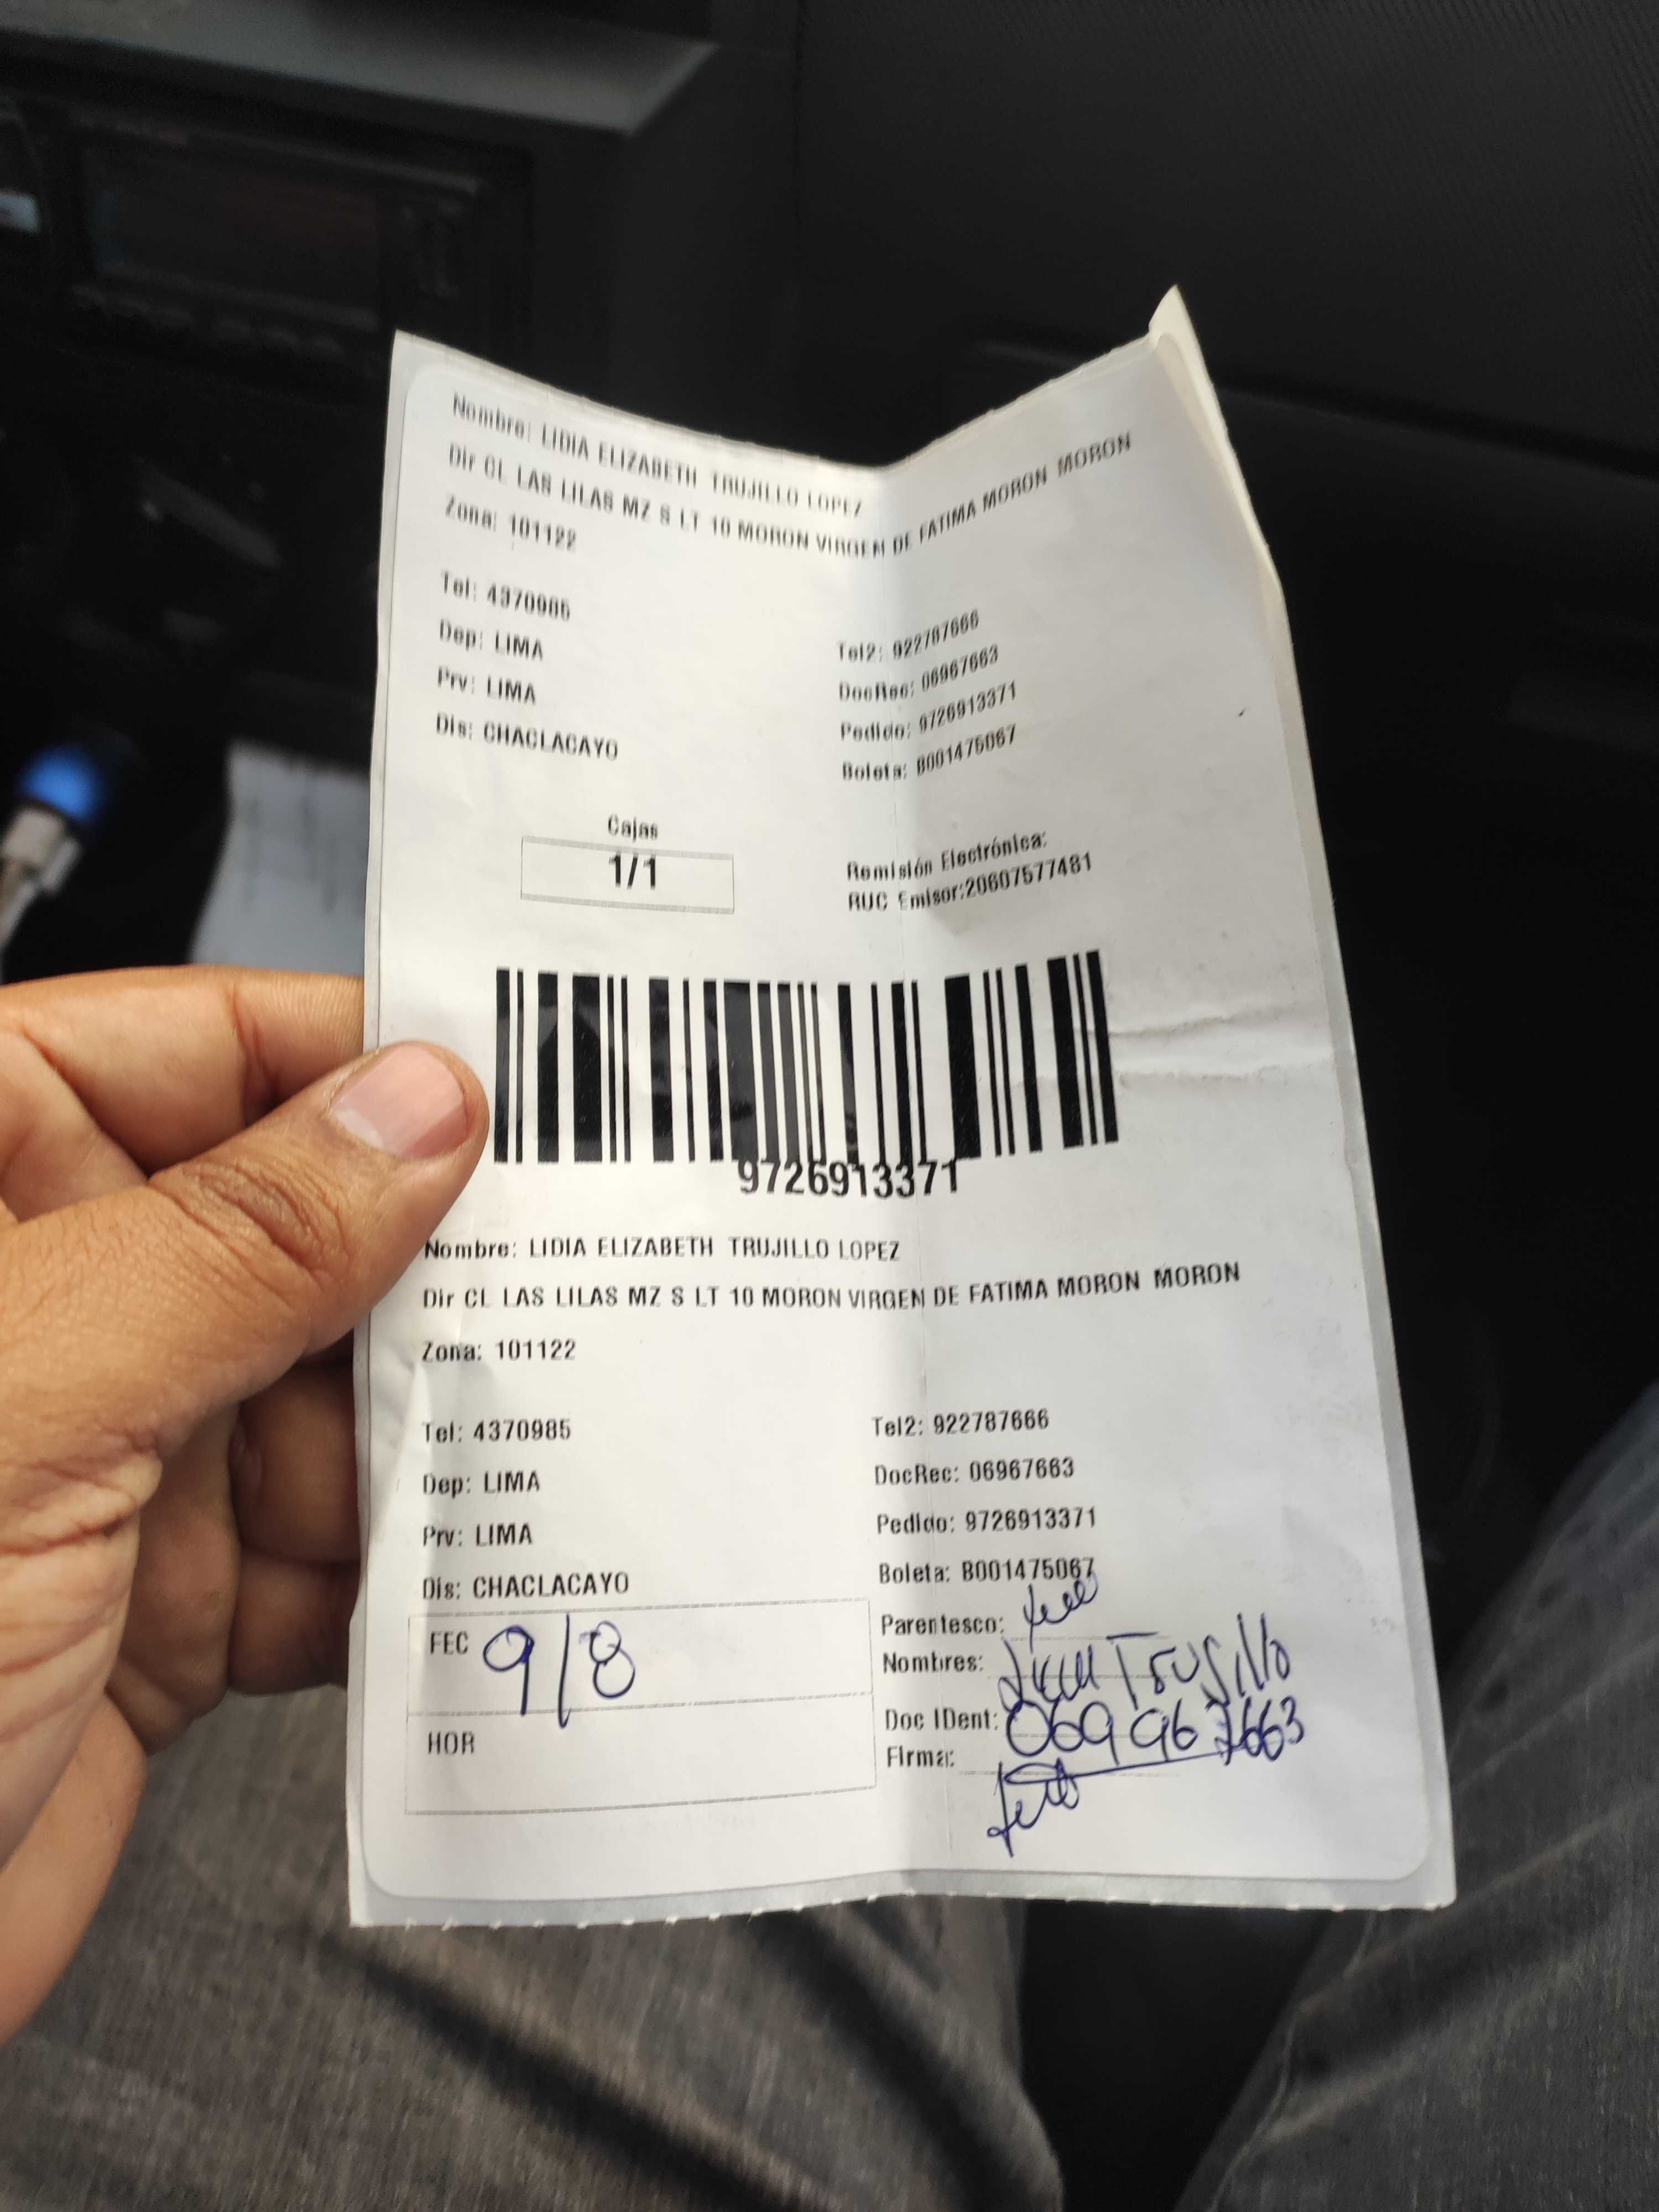 Nombre: LIDIA ELIZABETH TRUJILLO LOPEZ
Dir CL LAS LILAS MZ S LT 10 MORON VIRGEN DE FATIMA MORON MORON
Zona: 101122
Tel: 4370985
Tel2: 922787666
Dep: LIMA
DocRec: 06967663
Prv: LIMA
Pedido: 9726913371
Dis: CHACLACAYO
Boleta: B001475067
Cajas
1/1
Remisión Electrónica:
RUC Emisor:20607577481
9726913371
Nombre: LIDIA ELIZABETH TRUJILLO LOPEZ
Dir CL LAS LILAS MZ S LT 10 MORON VIRGEN DE FATIMA MORON MORON
Zona: 101122
Tel: 4370985
Tel2: 922787666
Dep: LIMA
DocRec: 06967663
Prv: LIMA
Pedido: 9726913371
Dis: CHACLACAYO
Boleta: B001475067
FEC 9/8
Parentesco:
Nombres: Trujillo
HOR
Doc IDent:
Firma: